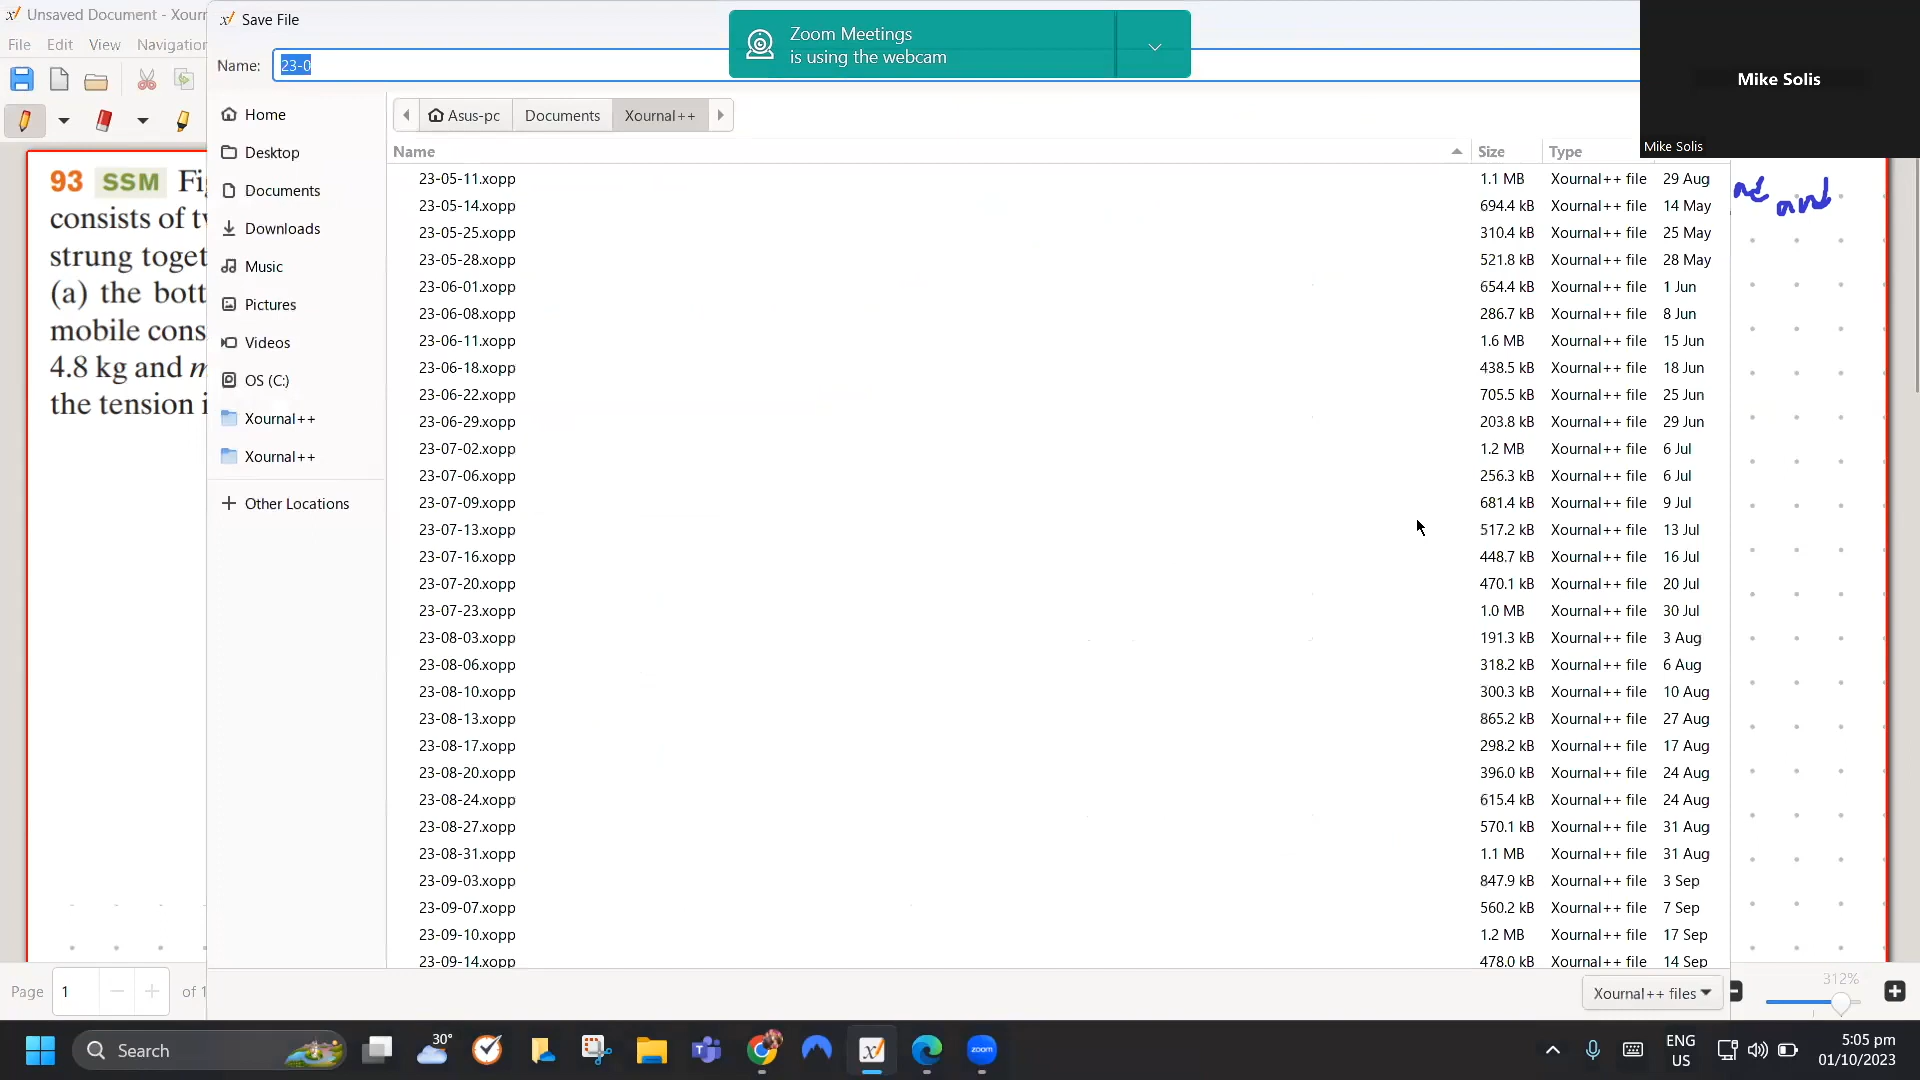 Unsaved Document - Xour
Save File
File Edit View Navigation
Name: 23-0
Zoom Meetings
is using the webcam
Mike Solis
Mike Solis
Home
Desktop
Documents
Downloads
Music
Pictures
Videos
OS (C:)
Xournal++
Xournal++
Other Locations
Asus-pc Documents Xournal++
Name Size Type
23-05-11.xopp 1.1 MB Xournal++ file 29 Aug
23-05-14.xopp 694.4 kB Xournal++ file 14 May
23-05-25.xopp 310.4 kB Xournal++ file 25 May
23-05-28.xopp 521.8 kB Xournal++ file 28 May
23-06-01.xopp 654.4 kB Xournal++ file 1 Jun
23-06-08.xopp 286.7 kB Xournal++ file 8 Jun
23-06-11.xopp 1.6 MB Xournal++ file 15 Jun
23-06-18.xopp 438.5 kB Xournal++ file 18 Jun
23-06-22.xopp 705.5 kB Xournal++ file 25 Jun
23-06-29.xopp 203.8 kB Xournal++ file 29 Jun
23-07-02.xopp 1.2 MB Xournal++ file 6 Jul
23-07-06.xopp 256.3 kB Xournal++ file 6 Jul
23-07-09.xopp 681.4 kB Xournal++ file 9 Jul
23-07-13.xopp 517.2 kB Xournal++ file 13 Jul
23-07-16.xopp 448.7 kB Xournal++ file 16 Jul
23-07-20.xopp 470.1 kB Xournal++ file 20 Jul
23-07-23.xopp 1.0 MB Xournal++ file 30 Jul
23-08-03.xopp 191.3 kB Xournal++ file 3 Aug
23-08-06.xopp 318.2 kB Xournal++ file 6 Aug
23-08-10.xopp 300.3 kB Xournal++ file 10 Aug
23-08-13.xopp 865.2 kB Xournal++ file 27 Aug
23-08-17.xopp 298.2 kB Xournal++ file 17 Aug
23-08-20.xopp 396.0 kB Xournal++ file 24 Aug
23-08-24.xopp 615.4 kB Xournal++ file 24 Aug
23-08-27.xopp 570.1 kB Xournal++ file 31 Aug
23-08-31.xopp 1.1 MB Xournal++ file 31 Aug
23-09-03.xopp 847.9 kB Xournal++ file 3 Sep
23-09-07.xopp 560.2 kB Xournal++ file 7 Sep
23-09-10.xopp 1.2 MB Xournal++ file 17 Sep
23-09-14.xopp 478.0 kB Xournal++ file 14 Sep
93 SSM Fi
consists of tw
strung toget
(a) the bott
mobile cons
4.8 kg and m
the tension i
and
Page 1 of 1
Xournal++ files
312%
Search
30°
zoom
ENG
US
5:05 pm
01/10/2023